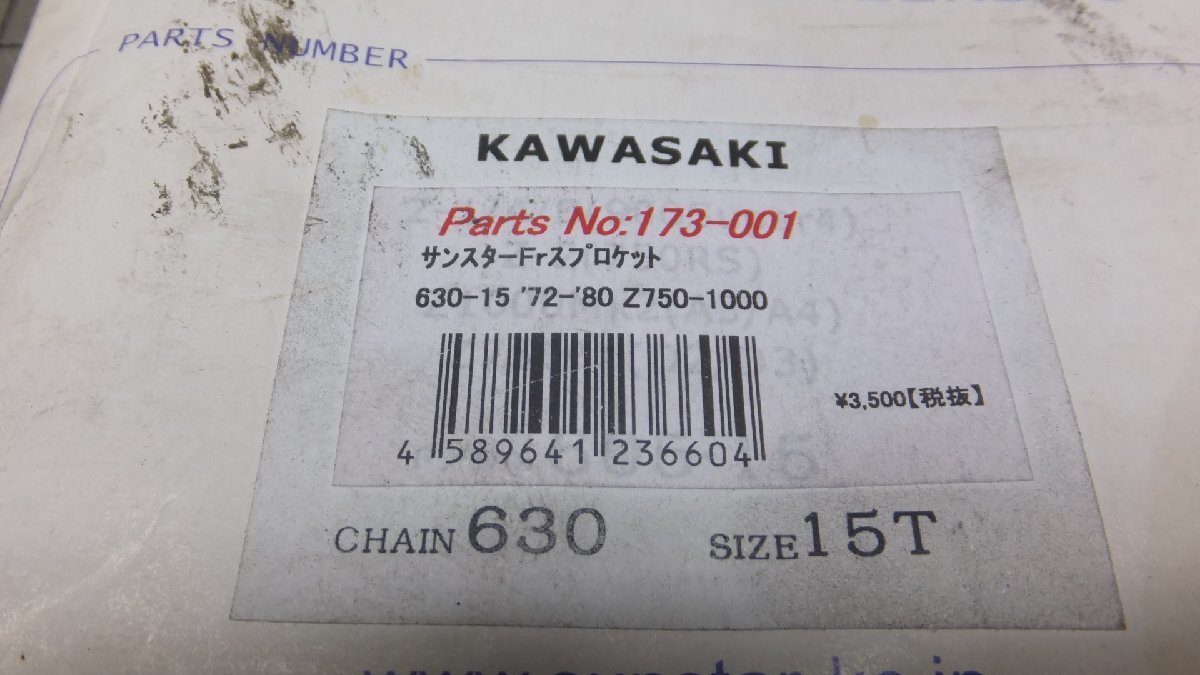 PARTS NUMBER
KAWASAKI
Parts No:173-001
サンスターFrスプロケット
630-15 '72-'80 Z750-1000
¥3,500【税抜】
4 589641 236604
CHAIN 630 SIZE 15T